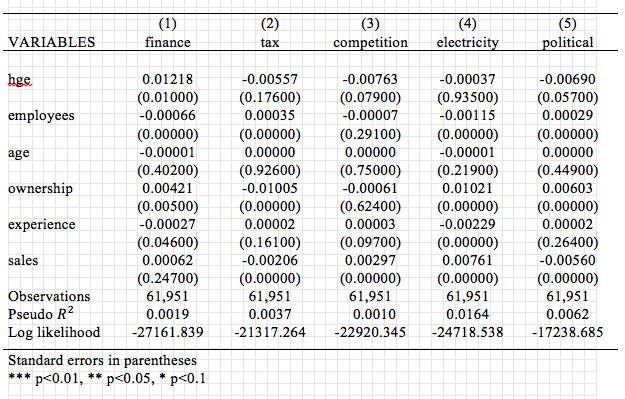 (1) (2) (3) (4) (5)
VARIABLES finance tax competition electricity political
hge 0.01218 -0.00557 -0.00763 -0.00037 -0.00690
(0.01000) (0.17600) (0.07900) (0.93500) (0.05700)
employees -0.00066 0.00035 -0.00007 -0.00115 0.00029
(0.00000) (0.00000) (0.29100) (0.00000) (0.00000)
age -0.00001 0.00000 0.00000 -0.00001 0.00000
(0.40200) (0.92600) (0.75000) (0.21900) (0.44900)
ownership 0.00421 -0.01005 -0.00061 0.01021 0.00603
(0.00500) (0.00000) (0.62400) (0.00000) (0.00000)
experience -0.00027 0.00002 0.00003 -0.00229 0.00002
(0.04600) (0.16100) (0.09700) (0.00000) (0.26400)
sales 0.00062 -0.00206 0.00297 0.00761 -0.00560
(0.24700) (0.00000) (0.00000) (0.00000) (0.00000)
Observations 61,951 61,951 61,951 61,951 61,951
Pseudo R² 0.0019 0.0037 0.0010 0.0164 0.0062
Log likelihood -27161.839 -21317.264 -22920.345 -24718.538 -17238.685
Standard errors in parentheses
*** p<0.01, ** p<0.05, * p<0.1